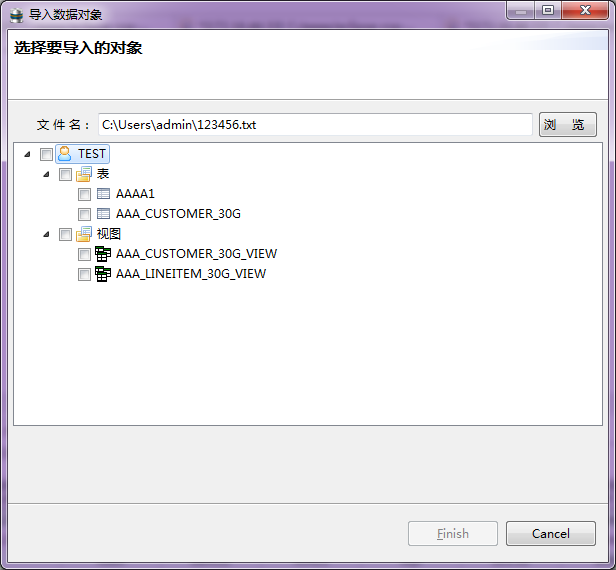 导入数据对象
选择要导入的对象
文件名： C:\Users\admin\123456.txt 浏 览
TEST
表
AAAA1
AAA_CUSTOMER_30G
视图
AAA_CUSTOMER_30G_VIEW
AAA_LINEITEM_30G_VIEW
Finish Cancel